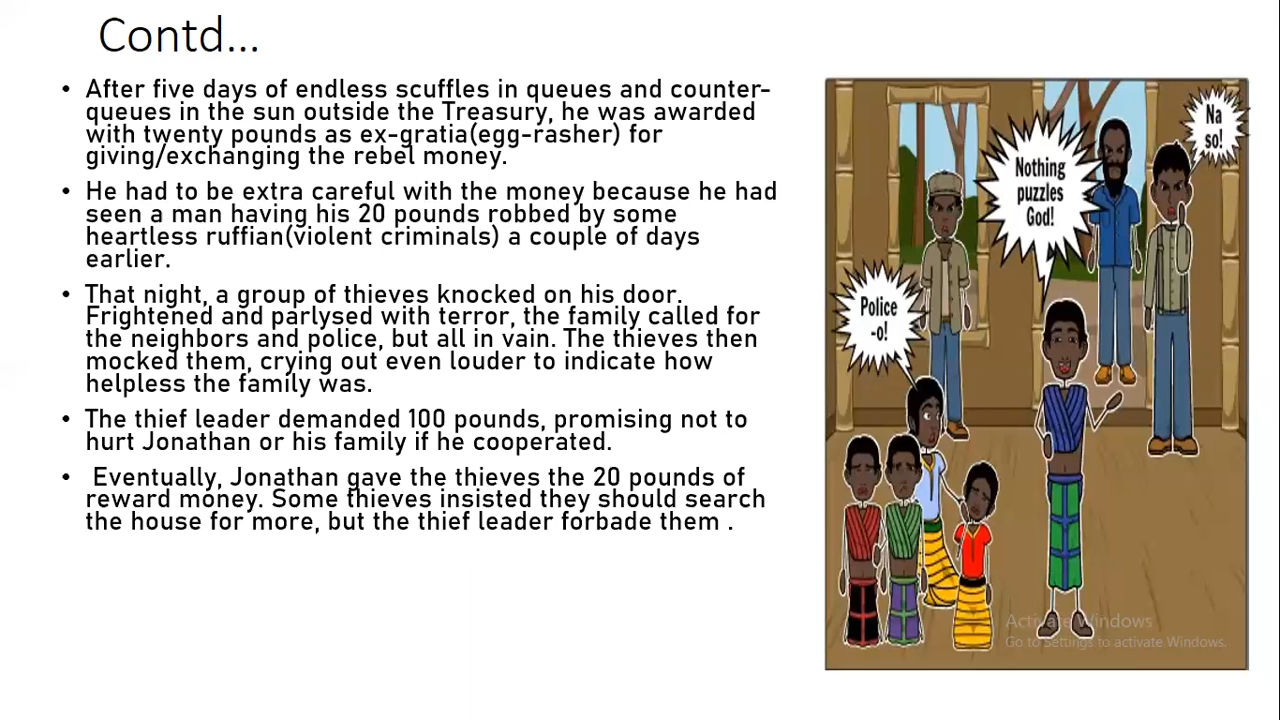 Contd...
• After five days of endless scuffles in queues and counter-
queues in the sun outside the Treasury, he was awarded
with twenty pounds as ex-gratia(egg-rasher) for
giving/exchanging the rebel money.
• He had to be extra careful with the money because he had
seen a man having his 20 pounds robbed by some
heartless ruffian(violent criminals) a couple of days
earlier.
• That night, a group of thieves knocked on his door.
Frightened and parlysed with terror, the family called for
the neighbors and police, but all in vain. The thieves then
mocked them, crying out even louder to indicate how
helpless the family was.
• The thief leader demanded 100 pounds, promising not to
hurt Jonathan or his family if he cooperated.
• Eventually, Jonathan gave the thieves the 20 pounds of
reward money. Some thieves insisted they should search
the house for more, but the thief leader forbade them .
Na
so!
Nothing
puzzles
God!
Police
-o!
Activate Windows
Go to Settings to activate Windows.